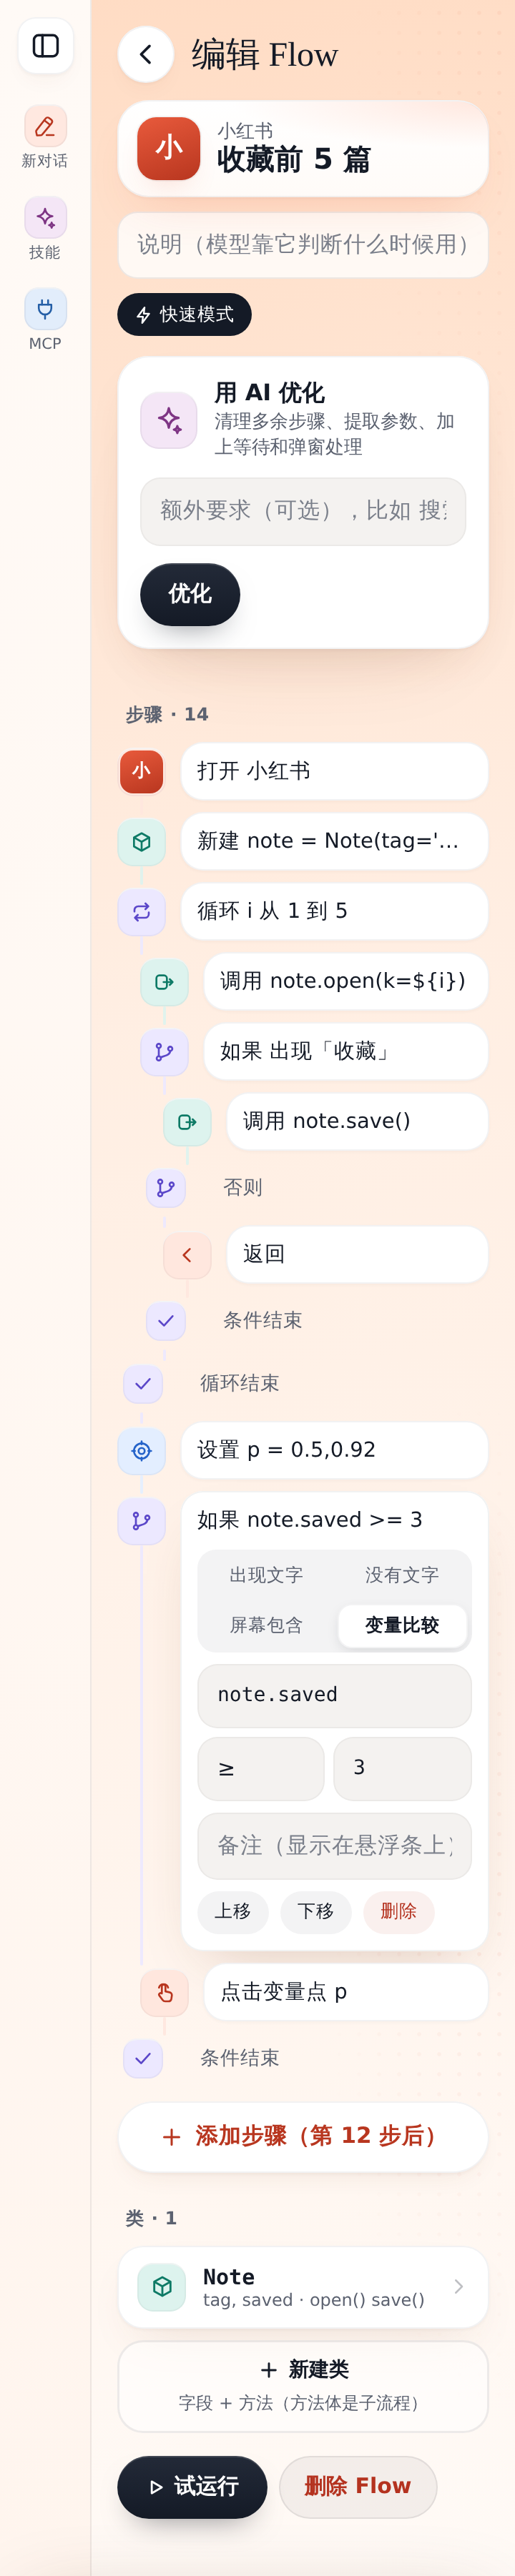 编辑 Flow
新对话
技能
MCP
小
小红书
收藏前 5 篇
说明（模型靠它判断什么时候用）
快速模式
用 AI 优化
清理多余步骤、提取参数、加
上等待和弹窗处理
额外要求（可选），比如 搜
优化
步骤 · 14
小
打开 小红书
新建 note = Note(tag='...
循环 i 从 1 到 5
调用 note.open(k=${i})
如果 出现「收藏」
调用 note.save()
否则
返回
条件结束
循环结束
设置 p = 0.5,0.92
如果 note.saved >= 3
出现文字 没有文字
屏幕包含 变量比较
note.saved
≥ 3
备注（显示在悬浮条上）
上移 下移 删除
点击变量点 p
条件结束
+ 添加步骤（第 12 步后）
类 · 1
Note
tag, saved · open() save()
+ 新建类
字段 + 方法（方法体是子流程）
试运行 删除 Flow